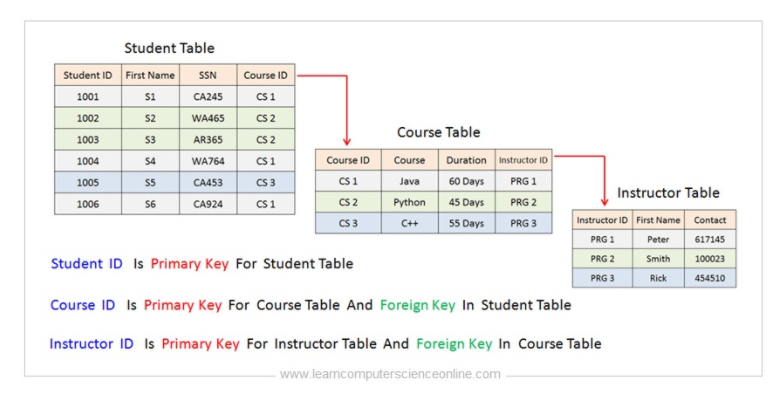 Student Table
Student ID First Name SSN Course ID
1001 S1 CA245 CS 1
1002 S2 WA465 CS 2
1003 S3 AR365 CS 2
1004 S4 WA764 CS 1
1005 S5 CA453 CS 3
1006 S6 CA924 CS 1
Course Table
Course ID Course Duration Instructor ID
CS 1 Java 60 Days PRG 1
CS 2 Python 45 Days PRG 2
CS 3 C++ 55 Days PRG 3
Instructor Table
Instructor ID First Name Contact
PRG 1 Peter 617145
PRG 2 Smith 100023
PRG 3 Rick 454510
Student ID Is Primary Key For Student Table
Course ID Is Primary Key For Course Table And Foreign Key In Student Table
Instructor ID Is Primary Key For Instructor Table And Foreign Key In Course Table
www.learncomputerscienceonline.com